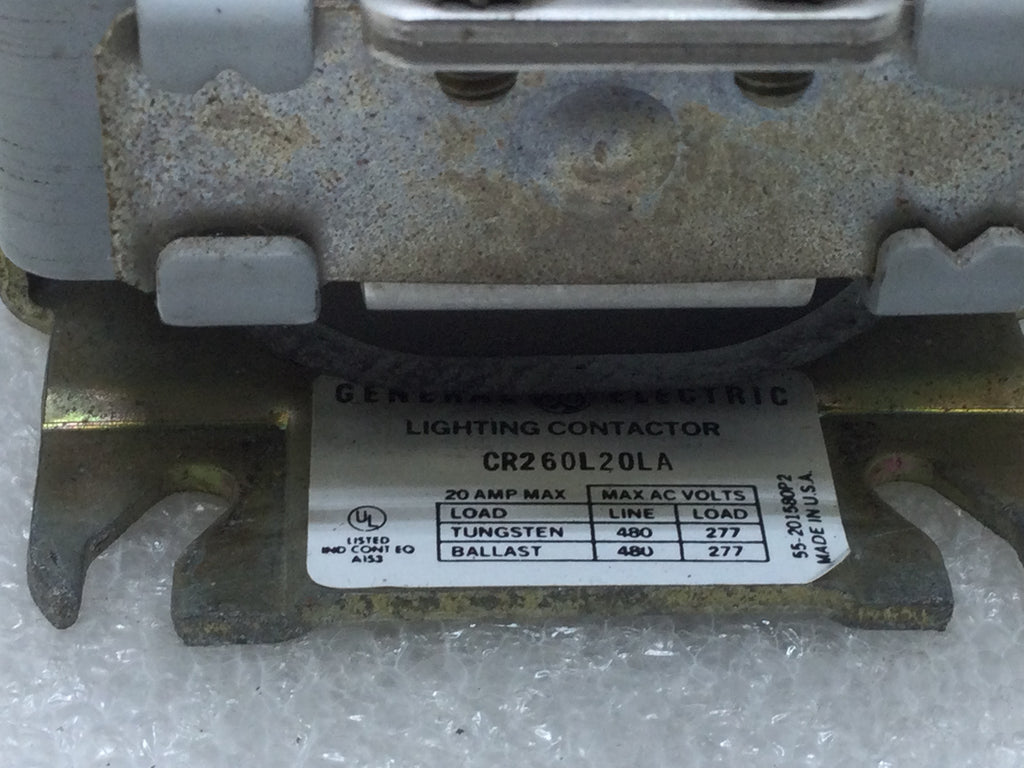 GENERAL ELECTRIC
LIGHTING CONTACTOR
CR260L20LA
20 AMP MAX MAX AC VOLTS
LOAD LINE LOAD
TUNGSTEN 480 277
BALLAST 480 277
UL
LISTED
IND CONT EQ
A153
55-201580P2
MADE IN U.S.A.